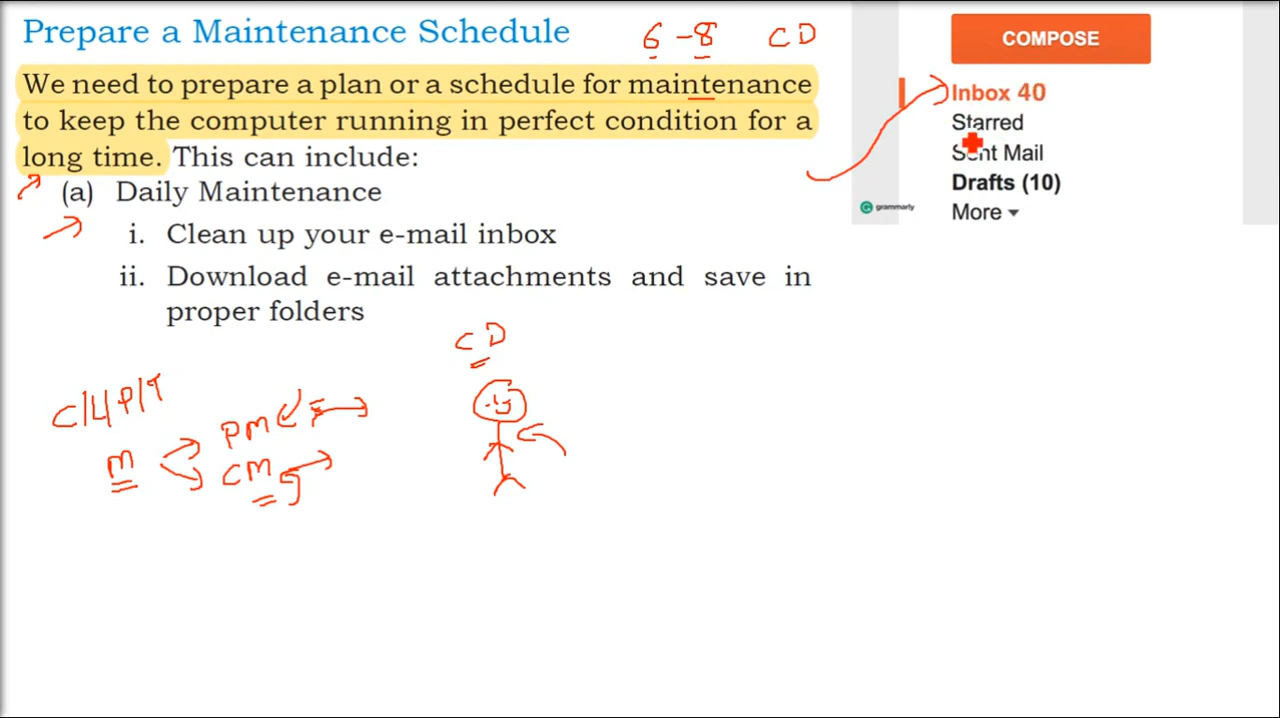 Prepare a Maintenance Schedule
6 - 8 CD
We need to prepare a plan or a schedule for maintenance
to keep the computer running in perfect condition for a
long time. This can include:
(a) Daily Maintenance
i. Clean up your e-mail inbox
ii. Download e-mail attachments and save in
proper folders
CD
C/L/P/T
PM
M
CM
COMPOSE
Inbox 40
Starred
Sent Mail
Drafts (10)
More
grammarly